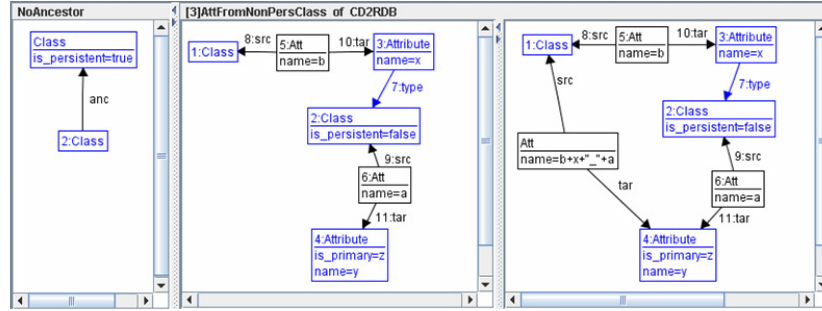 NoAncestor
Class
is_persistent=true
anc
2:Class
[3]AttFromNonPersClass of CD2RDB
1:Class
8:src
5:Att
name=b
10:tar
3:Attribute
name=x
7:type
2:Class
is_persistent=false
9:src
6:Att
name=a
11:tar
4:Attribute
is_primary=z
name=y
1:Class
8:src
5:Att
name=b
10:tar
3:Attribute
name=x
src
7:type
2:Class
is_persistent=false
Att
name=b+x+"_"+a
9:src
tar
6:Att
name=a
11:tar
4:Attribute
is_primary=z
name=y